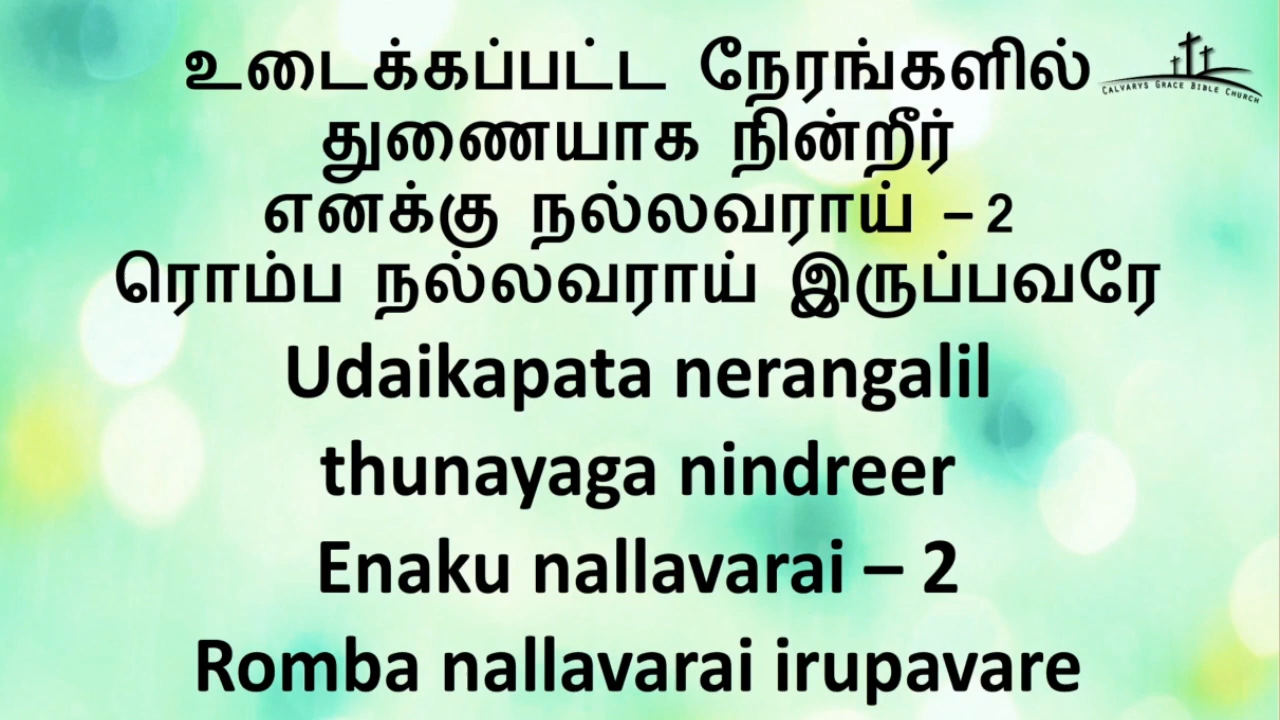 உடைக்கப்பட்ட நேரங்களில்
CALVARYS GRACE BIBLE CHURCH
துணையாக நின்றீர்
எனக்கு நல்லவராய் – 2
ரொம்ப நல்லவராய் இருப்பவரே
Udaikapata nerangalil
thunayaga nindreer
Enaku nallavarai – 2
Romba nallavarai irupavare